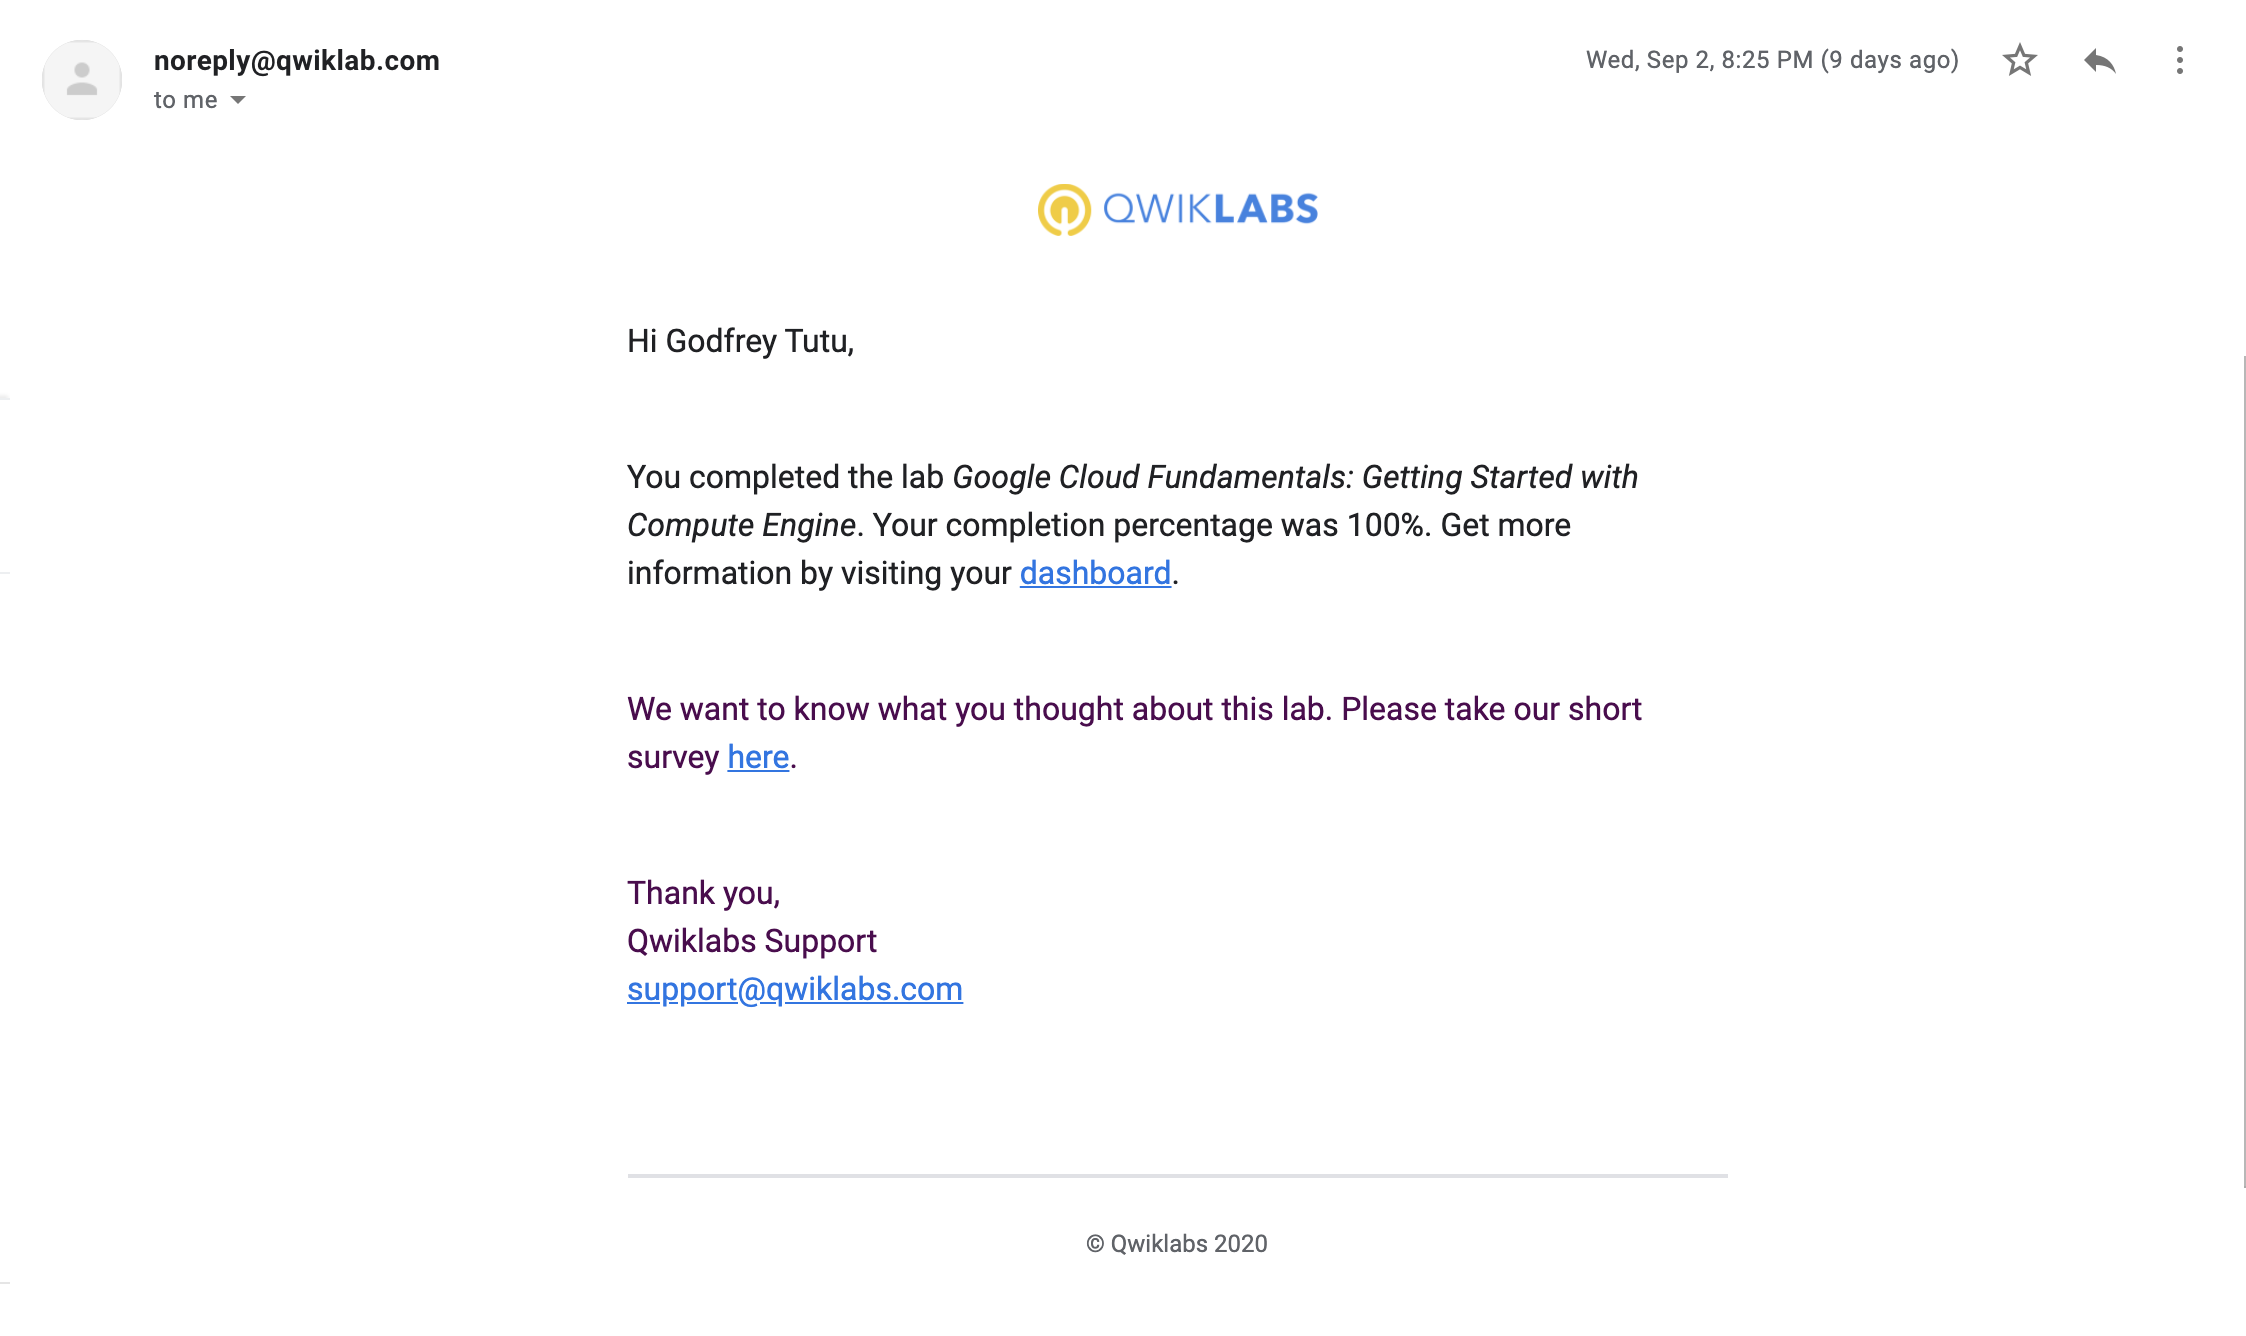 noreply@qwiklab.com
Wed, Sep 2, 8:25 PM (9 days ago)
to me
QWIKLABS
Hi Godfrey Tutu,
You completed the lab Google Cloud Fundamentals: Getting Started with
Compute Engine. Your completion percentage was 100%. Get more
information by visiting your dashboard.
We want to know what you thought about this lab. Please take our short
survey here.
Thank you,
Qwiklabs Support
support@qwiklabs.com
© Qwiklabs 2020